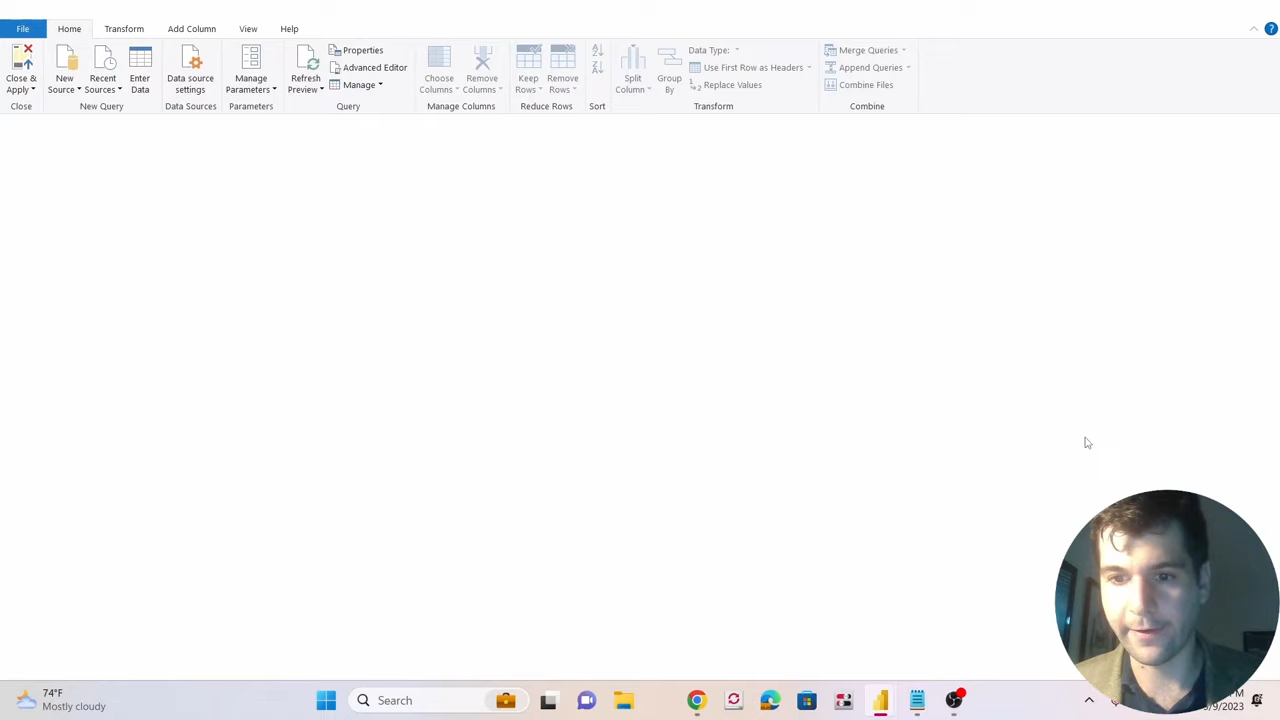 File Home Transform Add Column View Help
Close & Apply
New Source
Recent Sources
Enter Data
Data source settings
Manage Parameters
Refresh Preview
Properties
Advanced Editor
Manage
Choose Columns
Remove Columns
Keep Rows
Remove Rows
Split Column
Group By
Data Type:
Use First Row as Headers
Replace Values
Merge Queries
Append Queries
Combine Files
Close New Query Data Sources Parameters Query Manage Columns Reduce Rows Sort Transform Combine
74°F
Mostly cloudy
Search
/9/2023